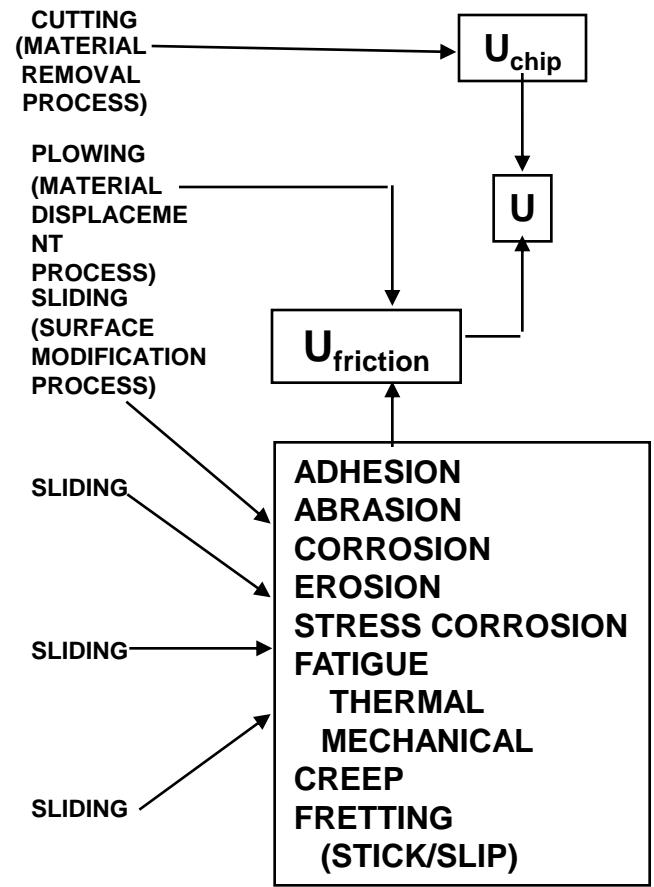 CUTTING
(MATERIAL
REMOVAL
PROCESS)
Uchip
PLOWING
(MATERIAL
DISPLACEME
NT
PROCESS)
U
SLIDING
(SURFACE
MODIFICATION
PROCESS)
Ufriction
SLIDING
SLIDING
SLIDING
ADHESION
ABRASION
CORROSION
EROSION
STRESS CORROSION
FATIGUE
THERMAL
MECHANICAL
CREEP
FRETTING
(STICK/SLIP)